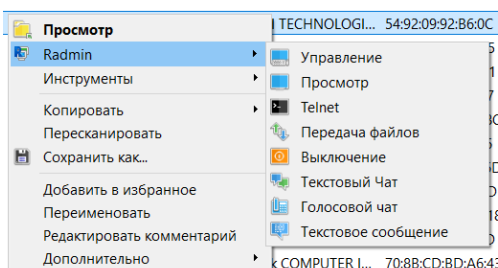 TECHNOLOGI... 54:92:09:92:B6:0C
Просмотр
Radmin
Инструменты
Копировать
Пересканировать
Сохранить как...
Добавить в избранное
Переименовать
Редактировать комментарий
Дополнительно
Управление
Просмотр
Telnet
Передача файлов
Выключение
Текстовый Чат
Голосовой чат
Текстовое сообщение
COMPUTER I... 70:8B:CD:BD:A6:43